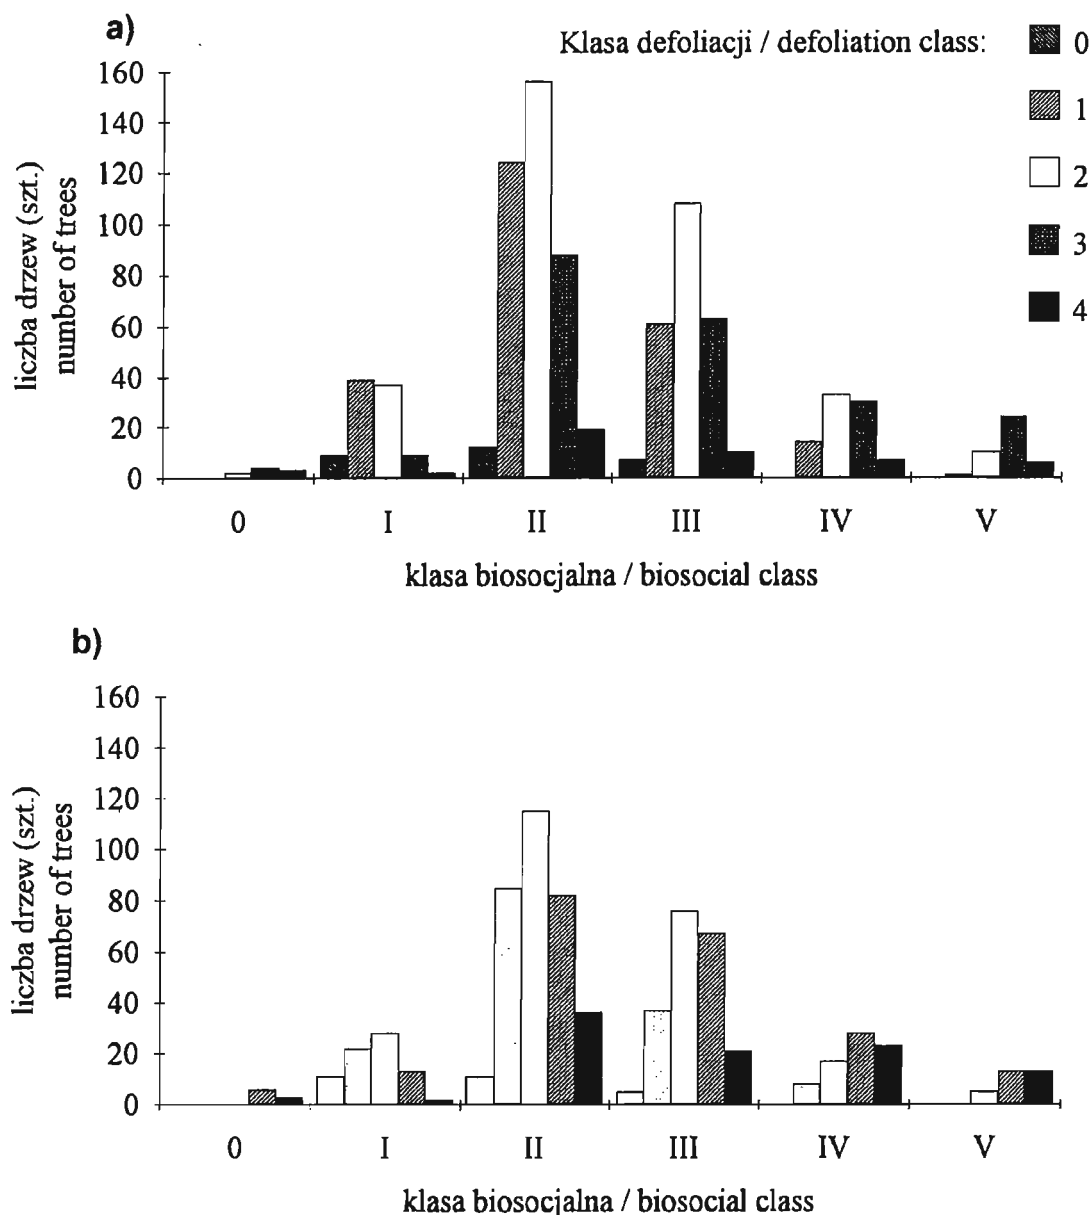 a)
Klasa defoliacji / defoliation class:
0
1
2
3
4
liczba drzew (szt.)
number of trees
160
140
120
100
80
60
40
20
0
0 I II III IV V
klasa biosocjalna / biosocial class
b)
liczba drzew (szt.)
number of trees
160
140
120
100
80
60
40
20
0
0 I II III IV V
klasa biosocjalna / biosocial class